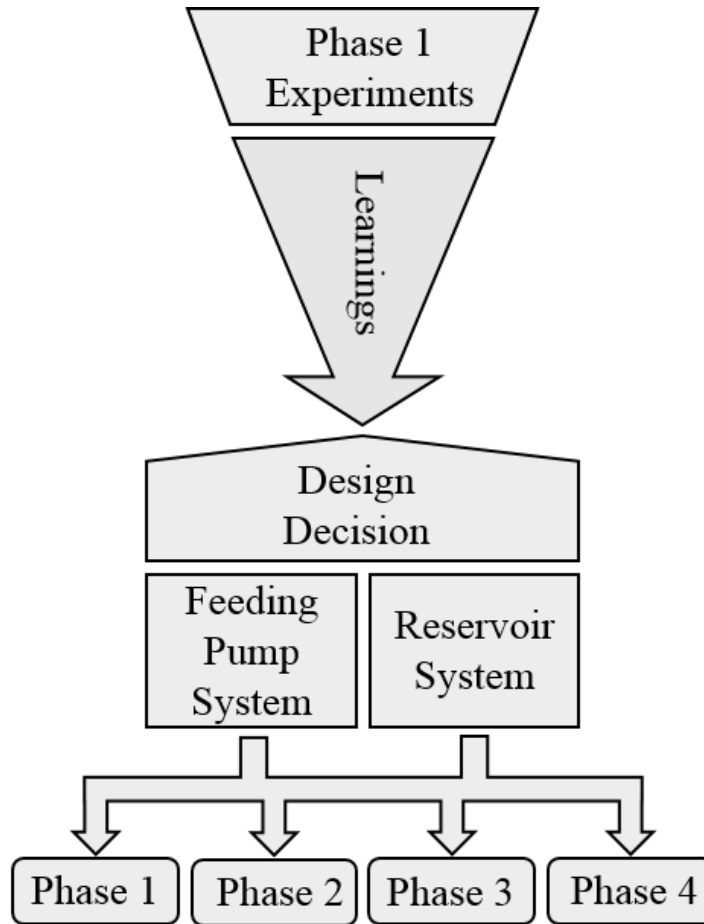 Phase 1
Experiments
Learnings
Design
Decision
Feeding
Pump
System
Reservoir
System
Phase 1
Phase 2
Phase 3
Phase 4